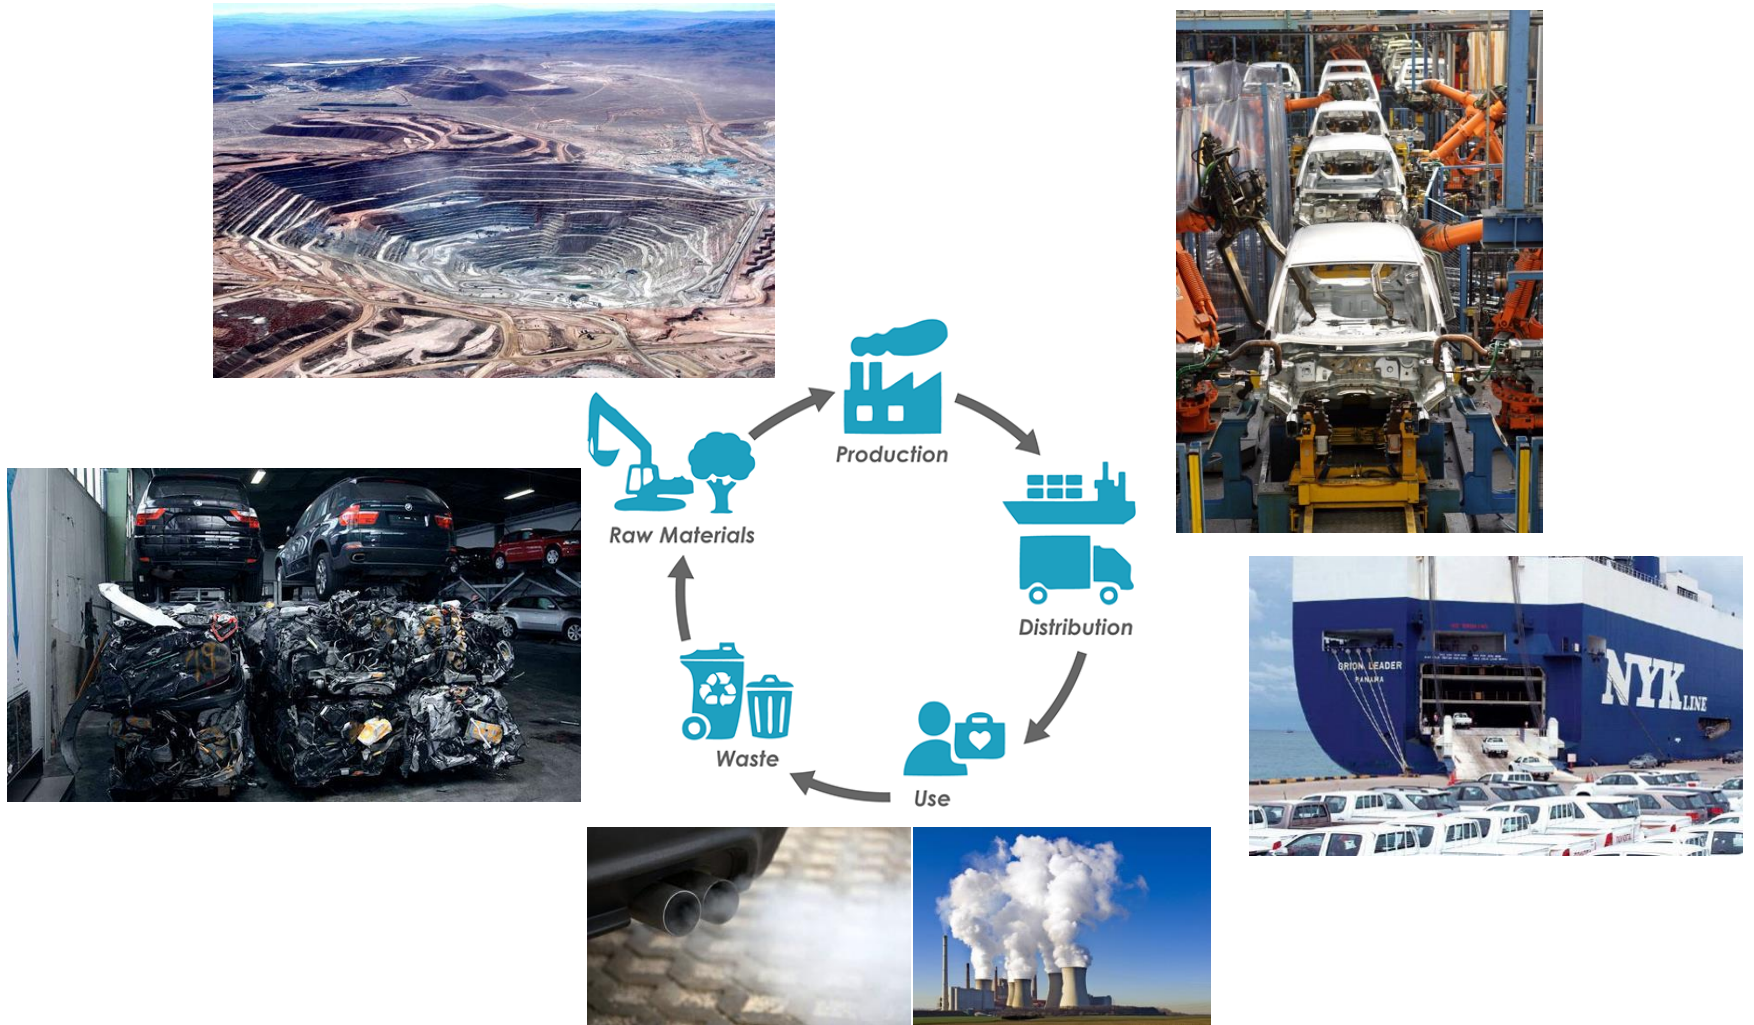 Production
Raw Materials
Distribution
Waste
Use
ORION LEADER
PANAMA
NYK LINE